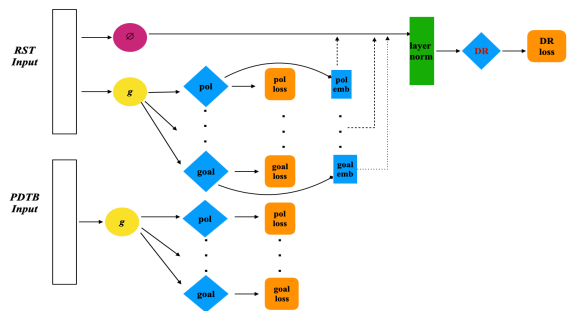 RST
Input
∅
g
pol
pol
loss
pol
emb
layer
norm
DR
DR
loss
goal
goal
loss
goal
emb
PDTB
Input
g
pol
pol
loss
goal
goal
loss